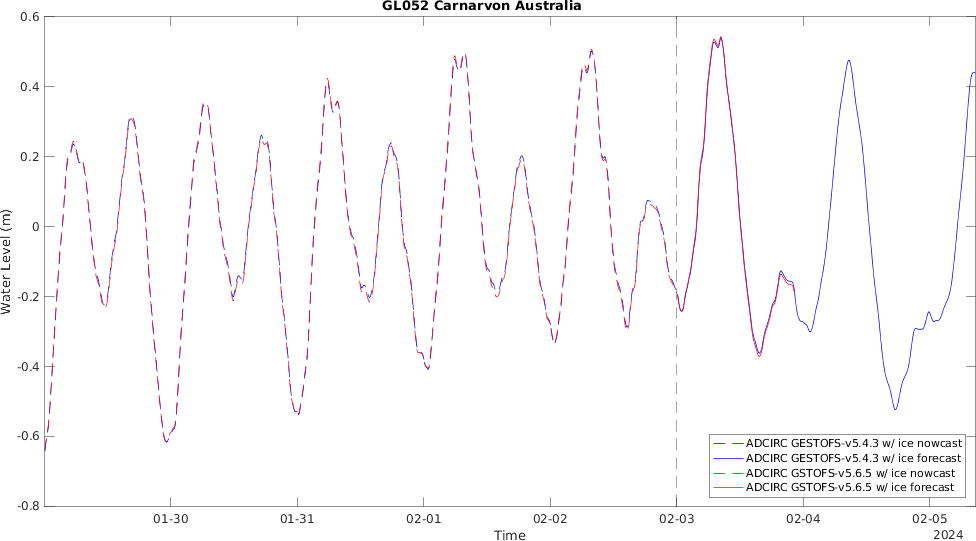 GL052 Carnarvon Australia
0.6
0.4
0.2
0
-0.2
-0.4
-0.6
-0.8
Water Level (m)
ADCIRC GESTOFS-v5.4.3 w/ ice nowcast
ADCIRC GESTOFS-v5.4.3 w/ ice forecast
ADCIRC GSTOFS-v5.6.5 w/ ice nowcast
ADCIRC GSTOFS-v5.6.5 w/ ice forecast
01-30 01-31 02-01 02-02 02-03 02-04 02-05
Time
2024